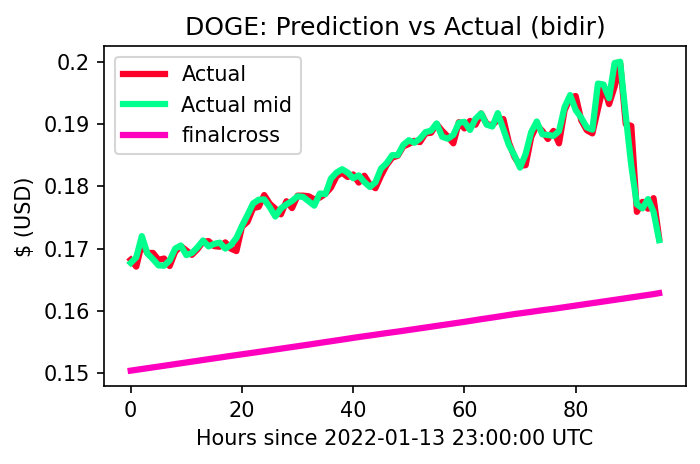 DOGE: Prediction vs Actual (bidir)
Actual
Actual mid
finalcross
$ (USD)
0.2
0.19
0.18
0.17
0.16
0.15
0 20 40 60 80
Hours since 2022-01-13 23:00:00 UTC